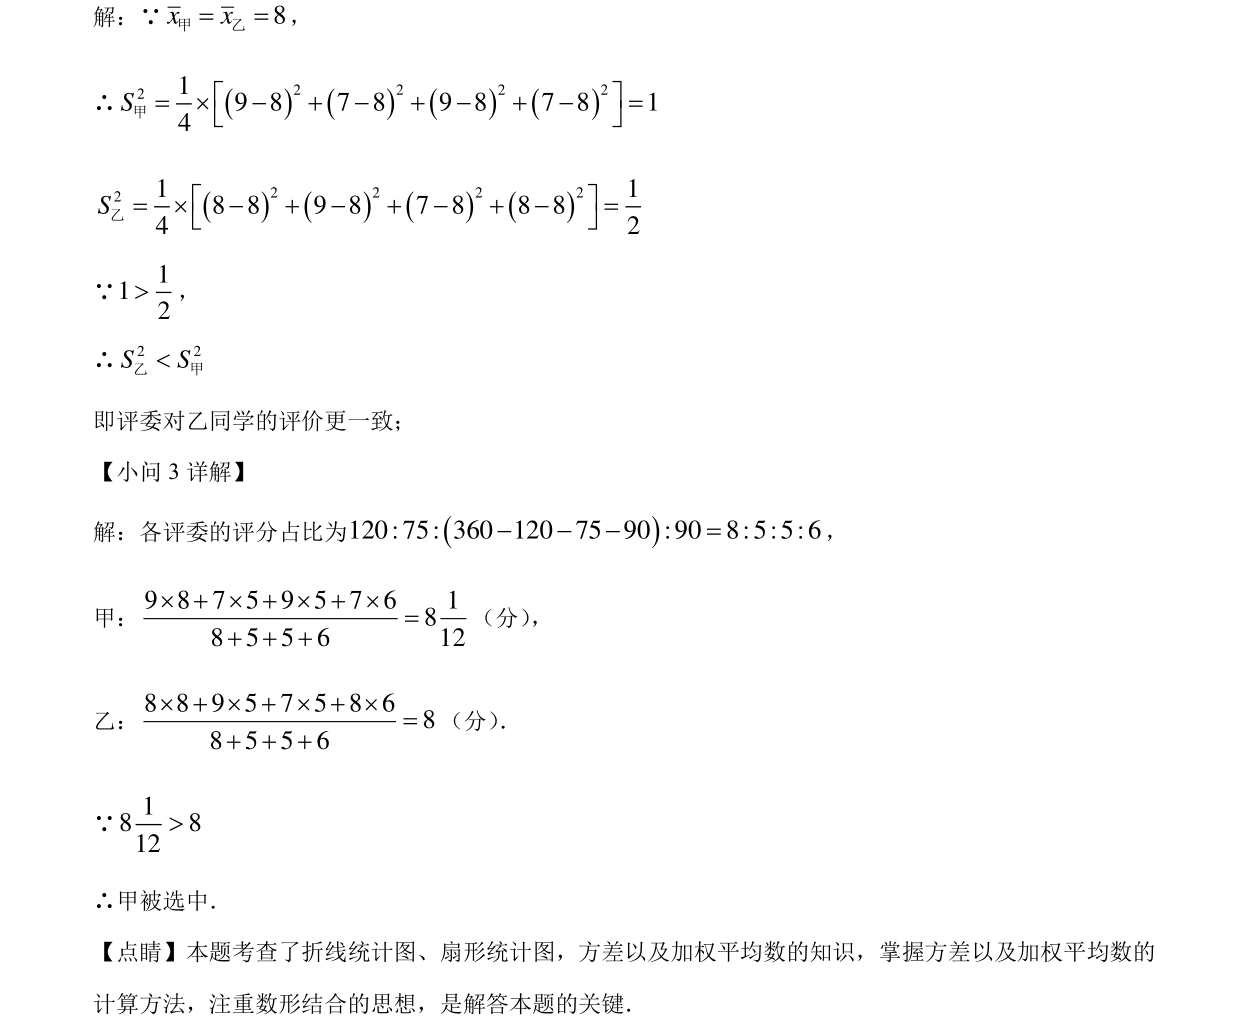 解：∵ x̄甲 = x̄乙 = 8，
∴ S²甲 = 1/4 × [(9−8)² + (7−8)² + (9−8)² + (7−8)²] = 1
S²乙 = 1/4 × [(8−8)² + (9−8)² + (7−8)² + (8−8)²] = 1/2
∵ 1 > 1/2，
∴ S²乙 < S²甲
即评委对乙同学的评价更一致；
【小问 3 详解】
解：各评委的评分占比为120:75:(360−120−75−90):90=8:5:5:6，
甲：(9×8+7×5+9×5+7×6)/(8+5+5+6) = 8 1/12（分），
乙：(8×8+9×5+7×5+8×6)/(8+5+5+6) = 8（分）．
∵ 8 1/12 > 8
∴甲被选中．
【点睛】本题考查了折线统计图、扇形统计图，方差以及加权平均数的知识，掌握方差以及加权平均数的
计算方法，注重数形结合的思想，是解答本题的关键．